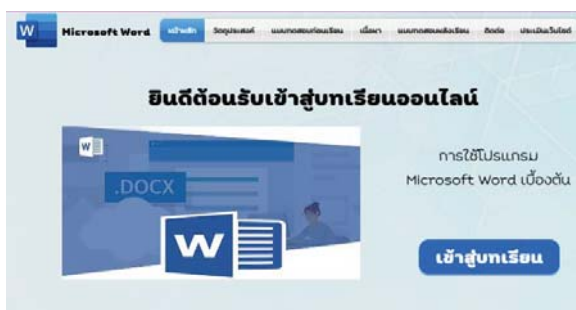 W Microsoft Word หน้าหลัก วัตถุประสงค์ แบบทดสอบก่อนเรียน เนื้อหา แบบทดสอบหลังเรียน ติดต่อ ประเมินเว็บไซต์
ยินดีต้อนรับเข้าสู่บทเรียนออนไลน์
W
.DOCX
W
การใช้โปรแกรม
Microsoft Word เบื้องต้น
เข้าสู่บทเรียน